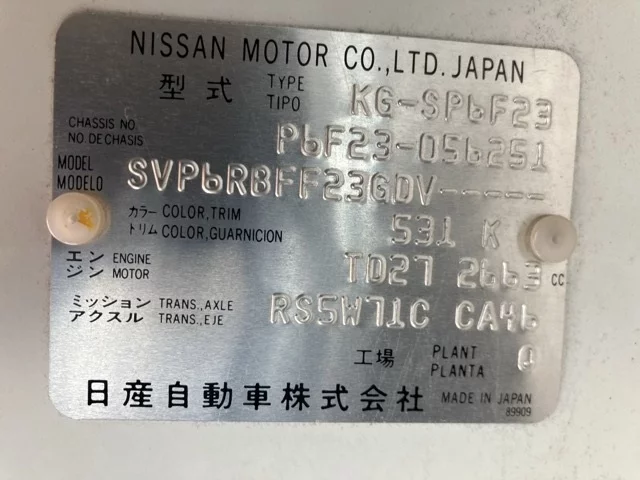 NISSAN MOTOR CO.,LTD. JAPAN
型式 TYPE TIPO KG-SP6F23
CHASSIS NO. NO. DE CHASIS P6F23-056251
MODEL MODELO SVP6R8FF23GDV-----
カラー トリム COLOR,TRIM COLOR,GUARNICION 531 K
エンジン ENGINE MOTOR TD27 2663 cc
ミッション アクスル TRANS.,AXLE TRANS.,EJE RS5W71C CA46
工場 PLANT PLANTA 0
日産自動車株式会社 MADE IN JAPAN
89909